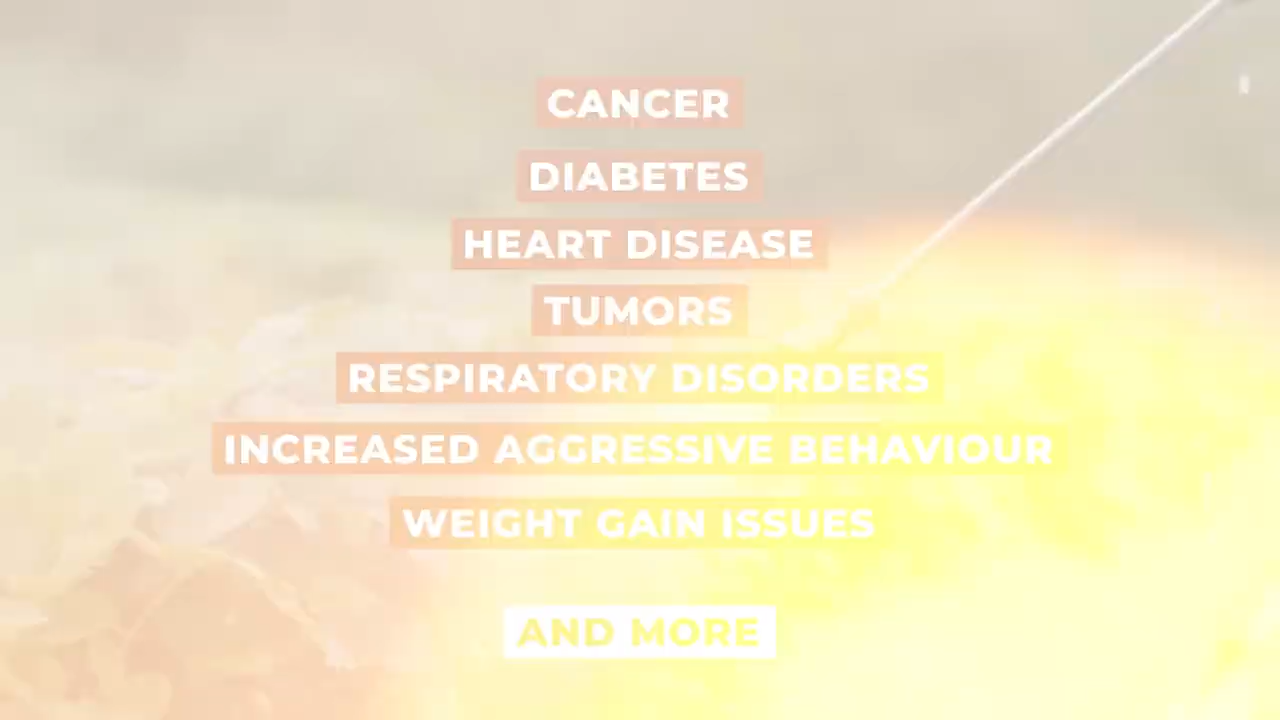 CANCER
DIABETES
HEART DISEASE
TUMORS
RESPIRATORY DISORDERS
INCREASED AGGRESSIVE BEHAVIOUR
WEIGHT GAIN ISSUES
AND MORE